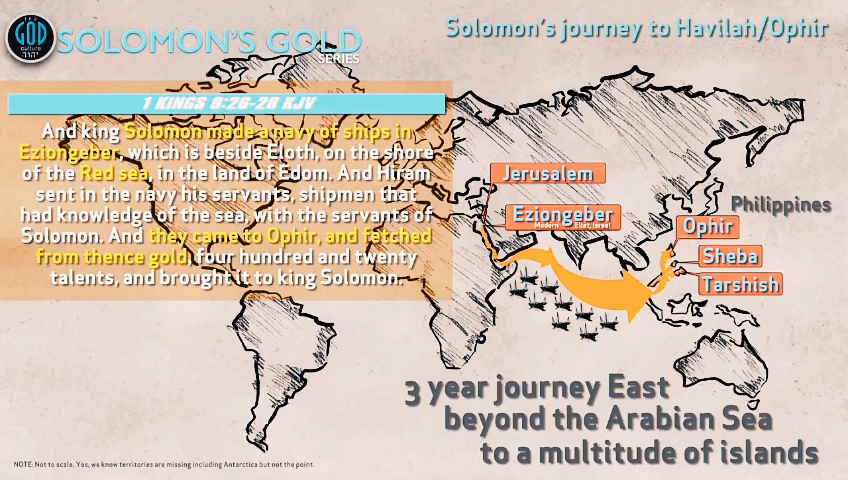 the
GOD
culture
יהוה
SOLOMON'S GOLD
SERIES
Solomon's journey to Havilah/Ophir
1 KINGS 9:26-28 KJV
And king Solomon made a navy of ships in
Eziongeber, which is beside Eloth, on the shore
of the Red sea, in the land of Edom. And Hiram
sent in the navy his servants, shipmen that
had knowledge of the sea, with the servants of
Solomon. And they came to Ophir, and fetched
from thence gold, four hundred and twenty
talents, and brought it to king Solomon.
Jerusalem
Eziongeber
Modern Eliat, Israel
Philippines
Ophir
Sheba
Tarshish
3 year journey East
beyond the Arabian Sea
to a multitude of islands
NOTE: Not to scale. Yes, we know territories are missing including Antarctica but not the point.